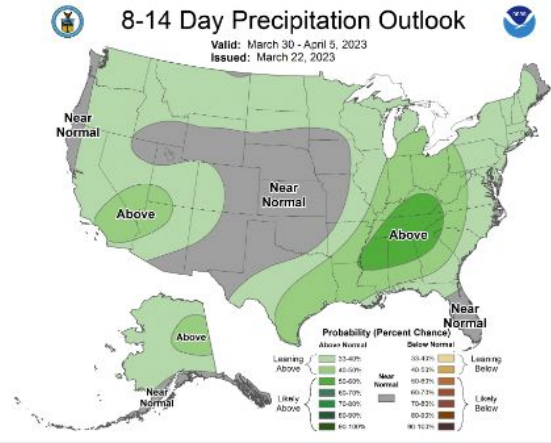 8-14 Day Precipitation Outlook
Valid: March 30 - April 5, 2023
Issued: March 22, 2023
Near
Normal
Near
Normal
Above
Above
Near
Normal
Above
Near
Normal
Probability (Percent Chance)
Above Normal
Below Normal
Leaning
Above
33-40%
40-50%
Likely
Above
50-60%
60-70%
70-80%
80-90%
90-100%
Near
Normal
33-40%
40-50%
Leaning
Below
50-60%
60-70%
70-80%
80-90%
90-100%
Likely
Below